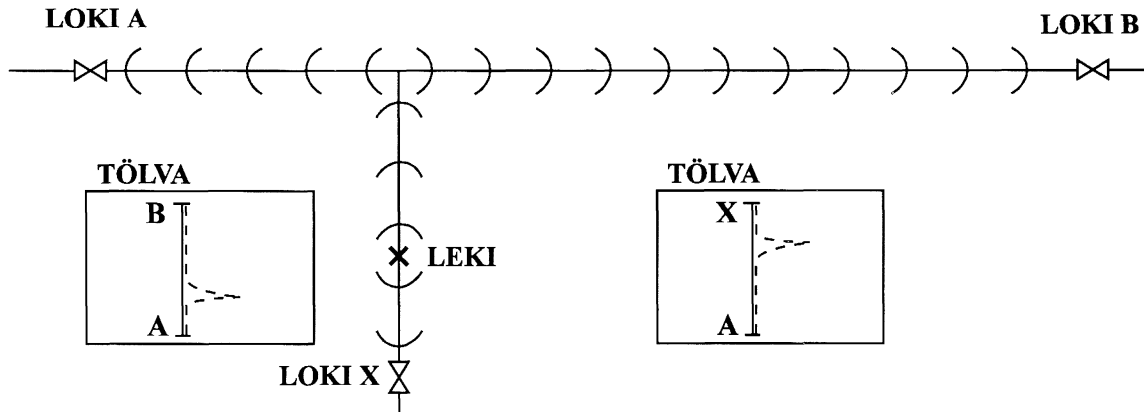 LOKI A
LOKI B
TÖLVA
B
A
LEKI
TÖLVA
X
A
LOKI X